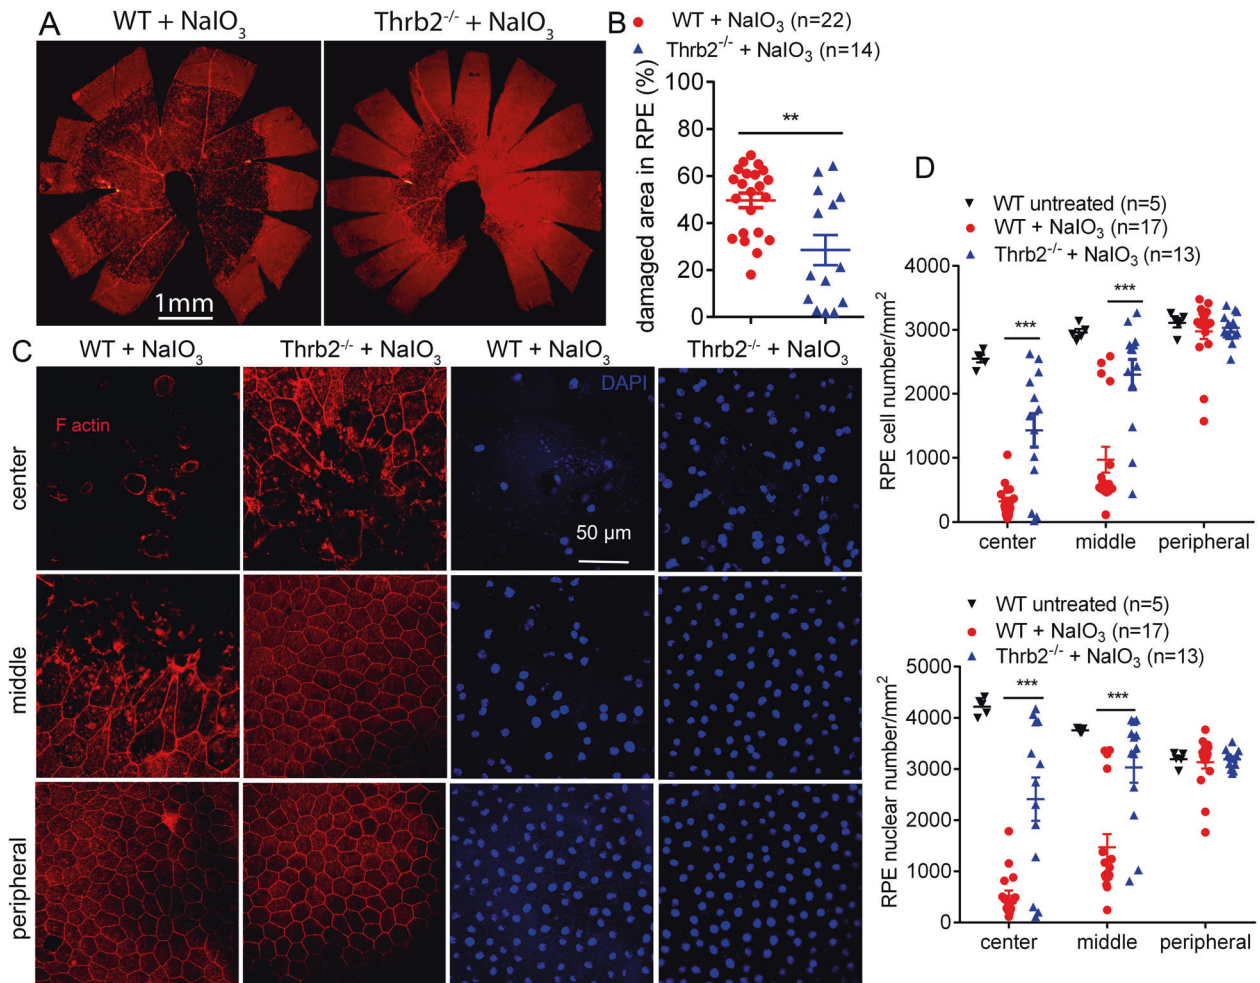 A
WT + NaIO3
Thrb2-/- + NaIO3
1mm
B
WT + NaIO3 (n=22)
Thrb2-/- + NaIO3 (n=14)
damaged area in RPE (%)
100
80
60
40
20
0
**
C
WT + NaIO3
Thrb2-/- + NaIO3
WT + NaIO3
Thrb2-/- + NaIO3
F actin
DAPI
50 µm
center
middle
peripheral
D
WT untreated (n=5)
WT + NaIO3 (n=17)
Thrb2-/- + NaIO3 (n=13)
RPE cell number/mm2
4000
3000
2000
1000
0
***
***
center
middle
peripheral
WT untreated (n=5)
WT + NaIO3 (n=17)
Thrb2-/- + NaIO3 (n=13)
RPE nuclear number/mm2
5000
4000
3000
2000
1000
0
***
***
center
middle
peripheral